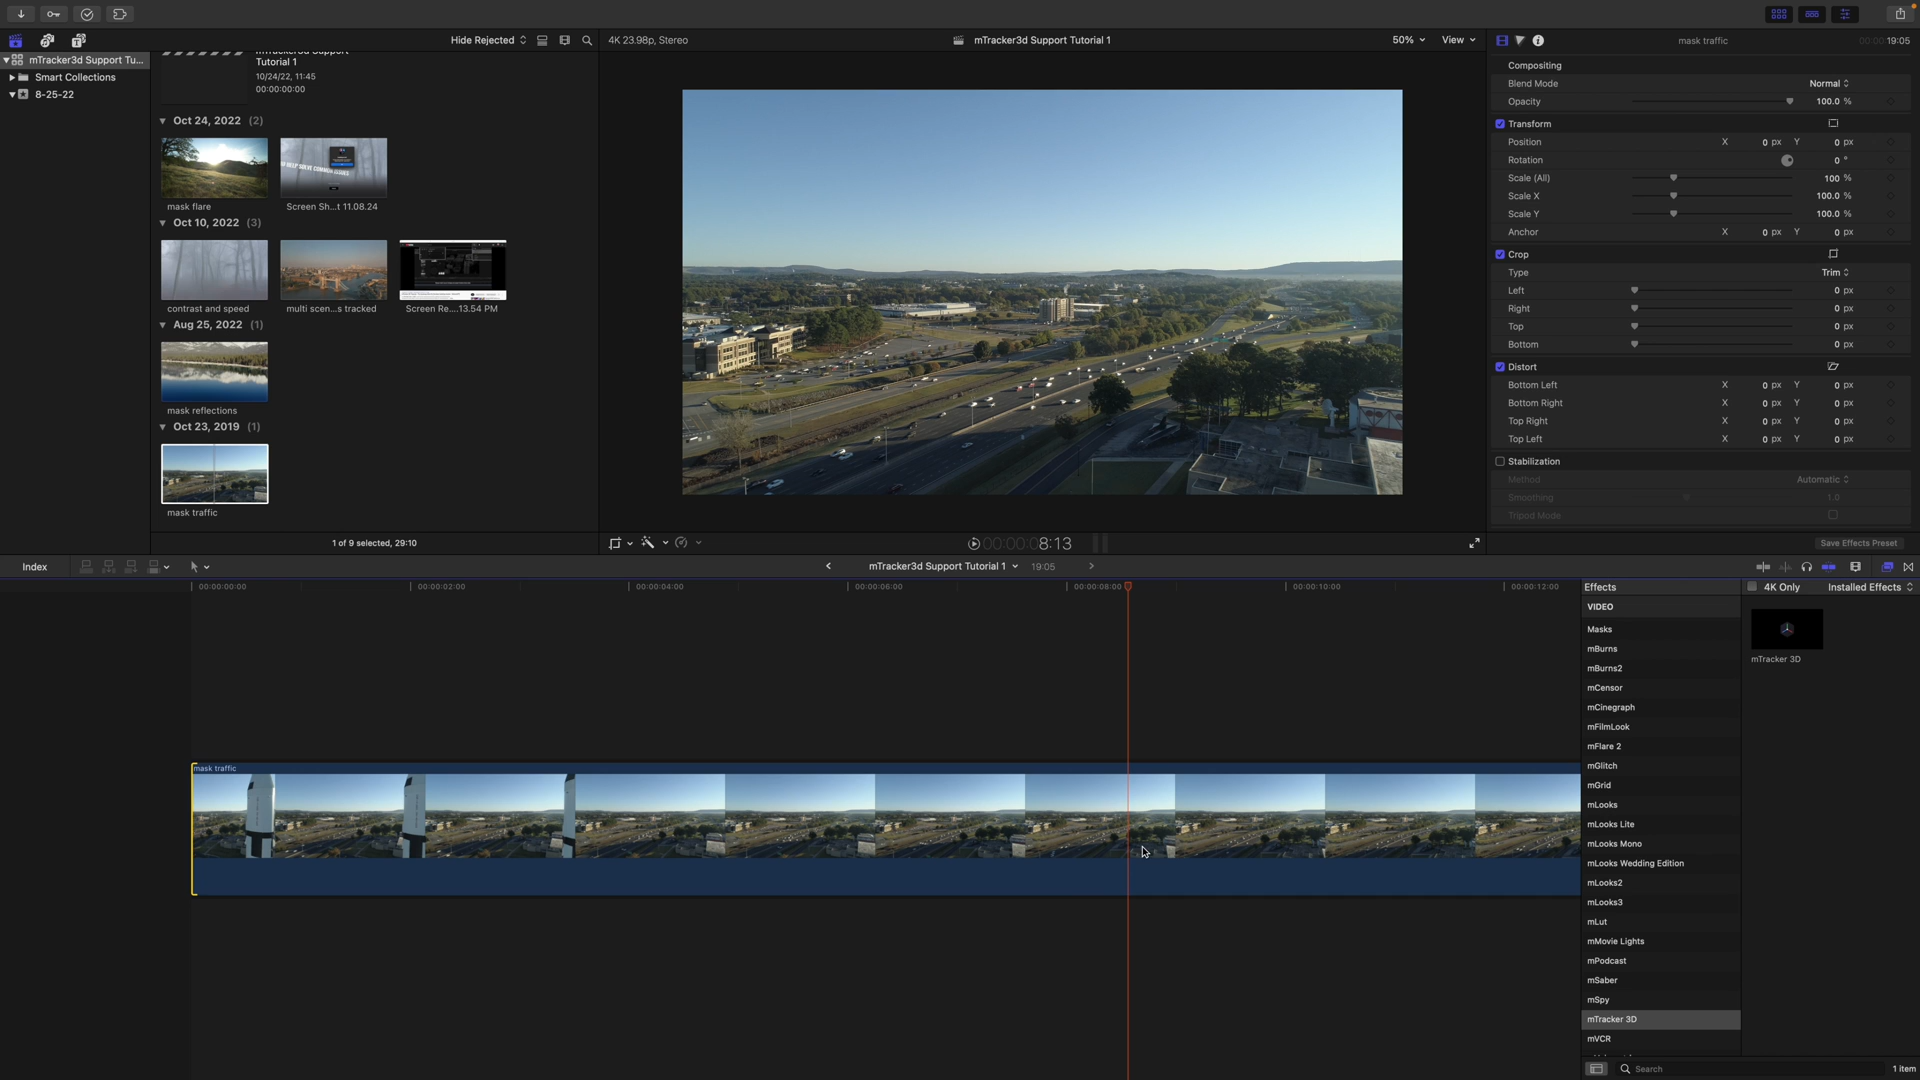 Hide Rejected
4K 23.98p, Stereo
mTracker3d Support Tutorial 1
50%
View
mask traffic
00:00:19:05
mTracker3d Support Tu...
Smart Collections
8-25-22
mTracker3d Support
Tutorial 1
10/24/22, 11:45
00:00:00:00
Oct 24, 2022 (2)
mask flare
Screen Sh...t 11.08.24
Oct 10, 2022 (3)
contrast and speed
multi scen...s tracked
Screen Re....13.54 PM
Aug 25, 2022 (1)
mask reflections
Oct 23, 2019 (1)
mask traffic
1 of 9 selected, 29:10
00:00:00:08:13
Compositing
Blend Mode Normal
Opacity 100.0 %
Transform
Position X 0 px Y 0 px
Rotation 0 °
Scale (All) 100 %
Scale X 100.0 %
Scale Y 100.0 %
Anchor X 0 px Y 0 px
Crop
Type Trim
Left 0 px
Right 0 px
Top 0 px
Bottom 0 px
Distort
Bottom Left X 0 px Y 0 px
Bottom Right X 0 px Y 0 px
Top Right X 0 px Y 0 px
Top Left X 0 px Y 0 px
Stabilization
Method Automatic
Smoothing 1.0
Tripod Mode
Save Effects Preset
Index
mTracker3d Support Tutorial 1
19:05
00:00:00:00
00:00:02:00
00:00:04:00
00:00:06:00
00:00:08:00
00:00:10:00
00:00:12:00
mask traffic
Effects
4K Only
Installed Effects
VIDEO
Masks
mBurns
mBurns2
mCensor
mCinegraph
mFilmLook
mFlare 2
mGlitch
mGrid
mLooks
mLooks Lite
mLooks Mono
mLooks Wedding Edition
mLooks2
mLooks3
mLut
mMovie Lights
mPodcast
mSaber
mSpy
mTracker 3D
mVCR
mTracker 3D
Search
1 item